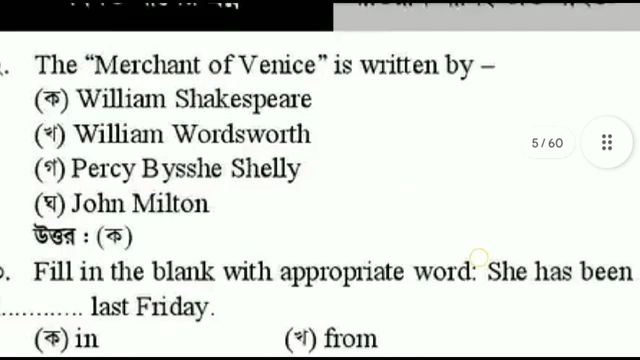 The “Merchant of Venice” is written by –
(ক) William Shakespeare
(খ) William Wordsworth
(গ) Percy Bysshe Shelly
(ঘ) John Milton
উত্তর : (ক)
5 / 60
Fill in the blank with appropriate word: She has been
............ last Friday.
(ক) in (খ) from